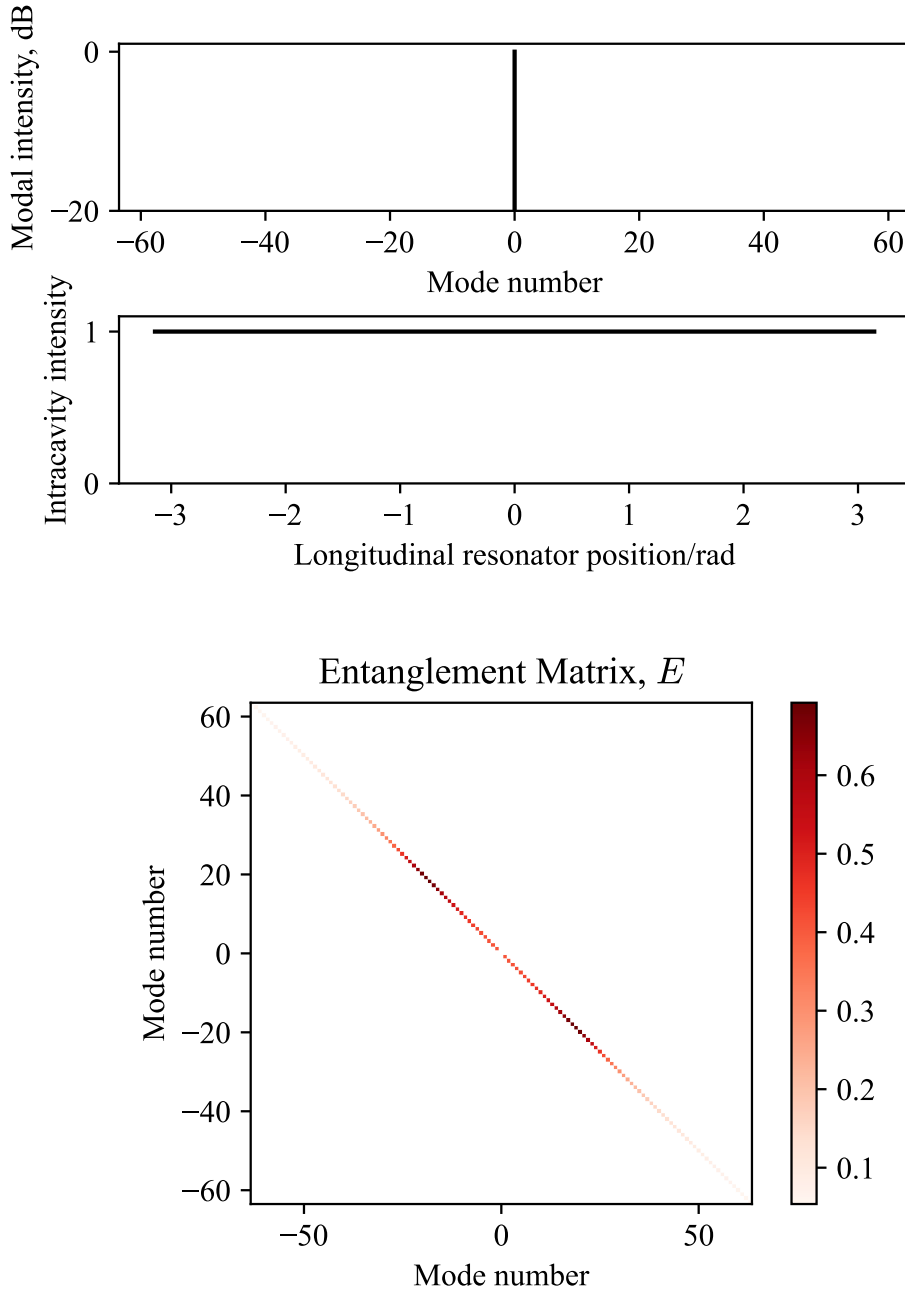 Modal intensity, dB
0
−20
−60 −40 −20 0 20 40 60
Mode number
Intracavity intensity
1
0
−3 −2 −1 0 1 2 3
Longitudinal resonator position/rad
Entanglement Matrix, E
Mode number
60
40
20
0
−20
−40
−60
−50 0 50
Mode number
0.6
0.5
0.4
0.3
0.2
0.1